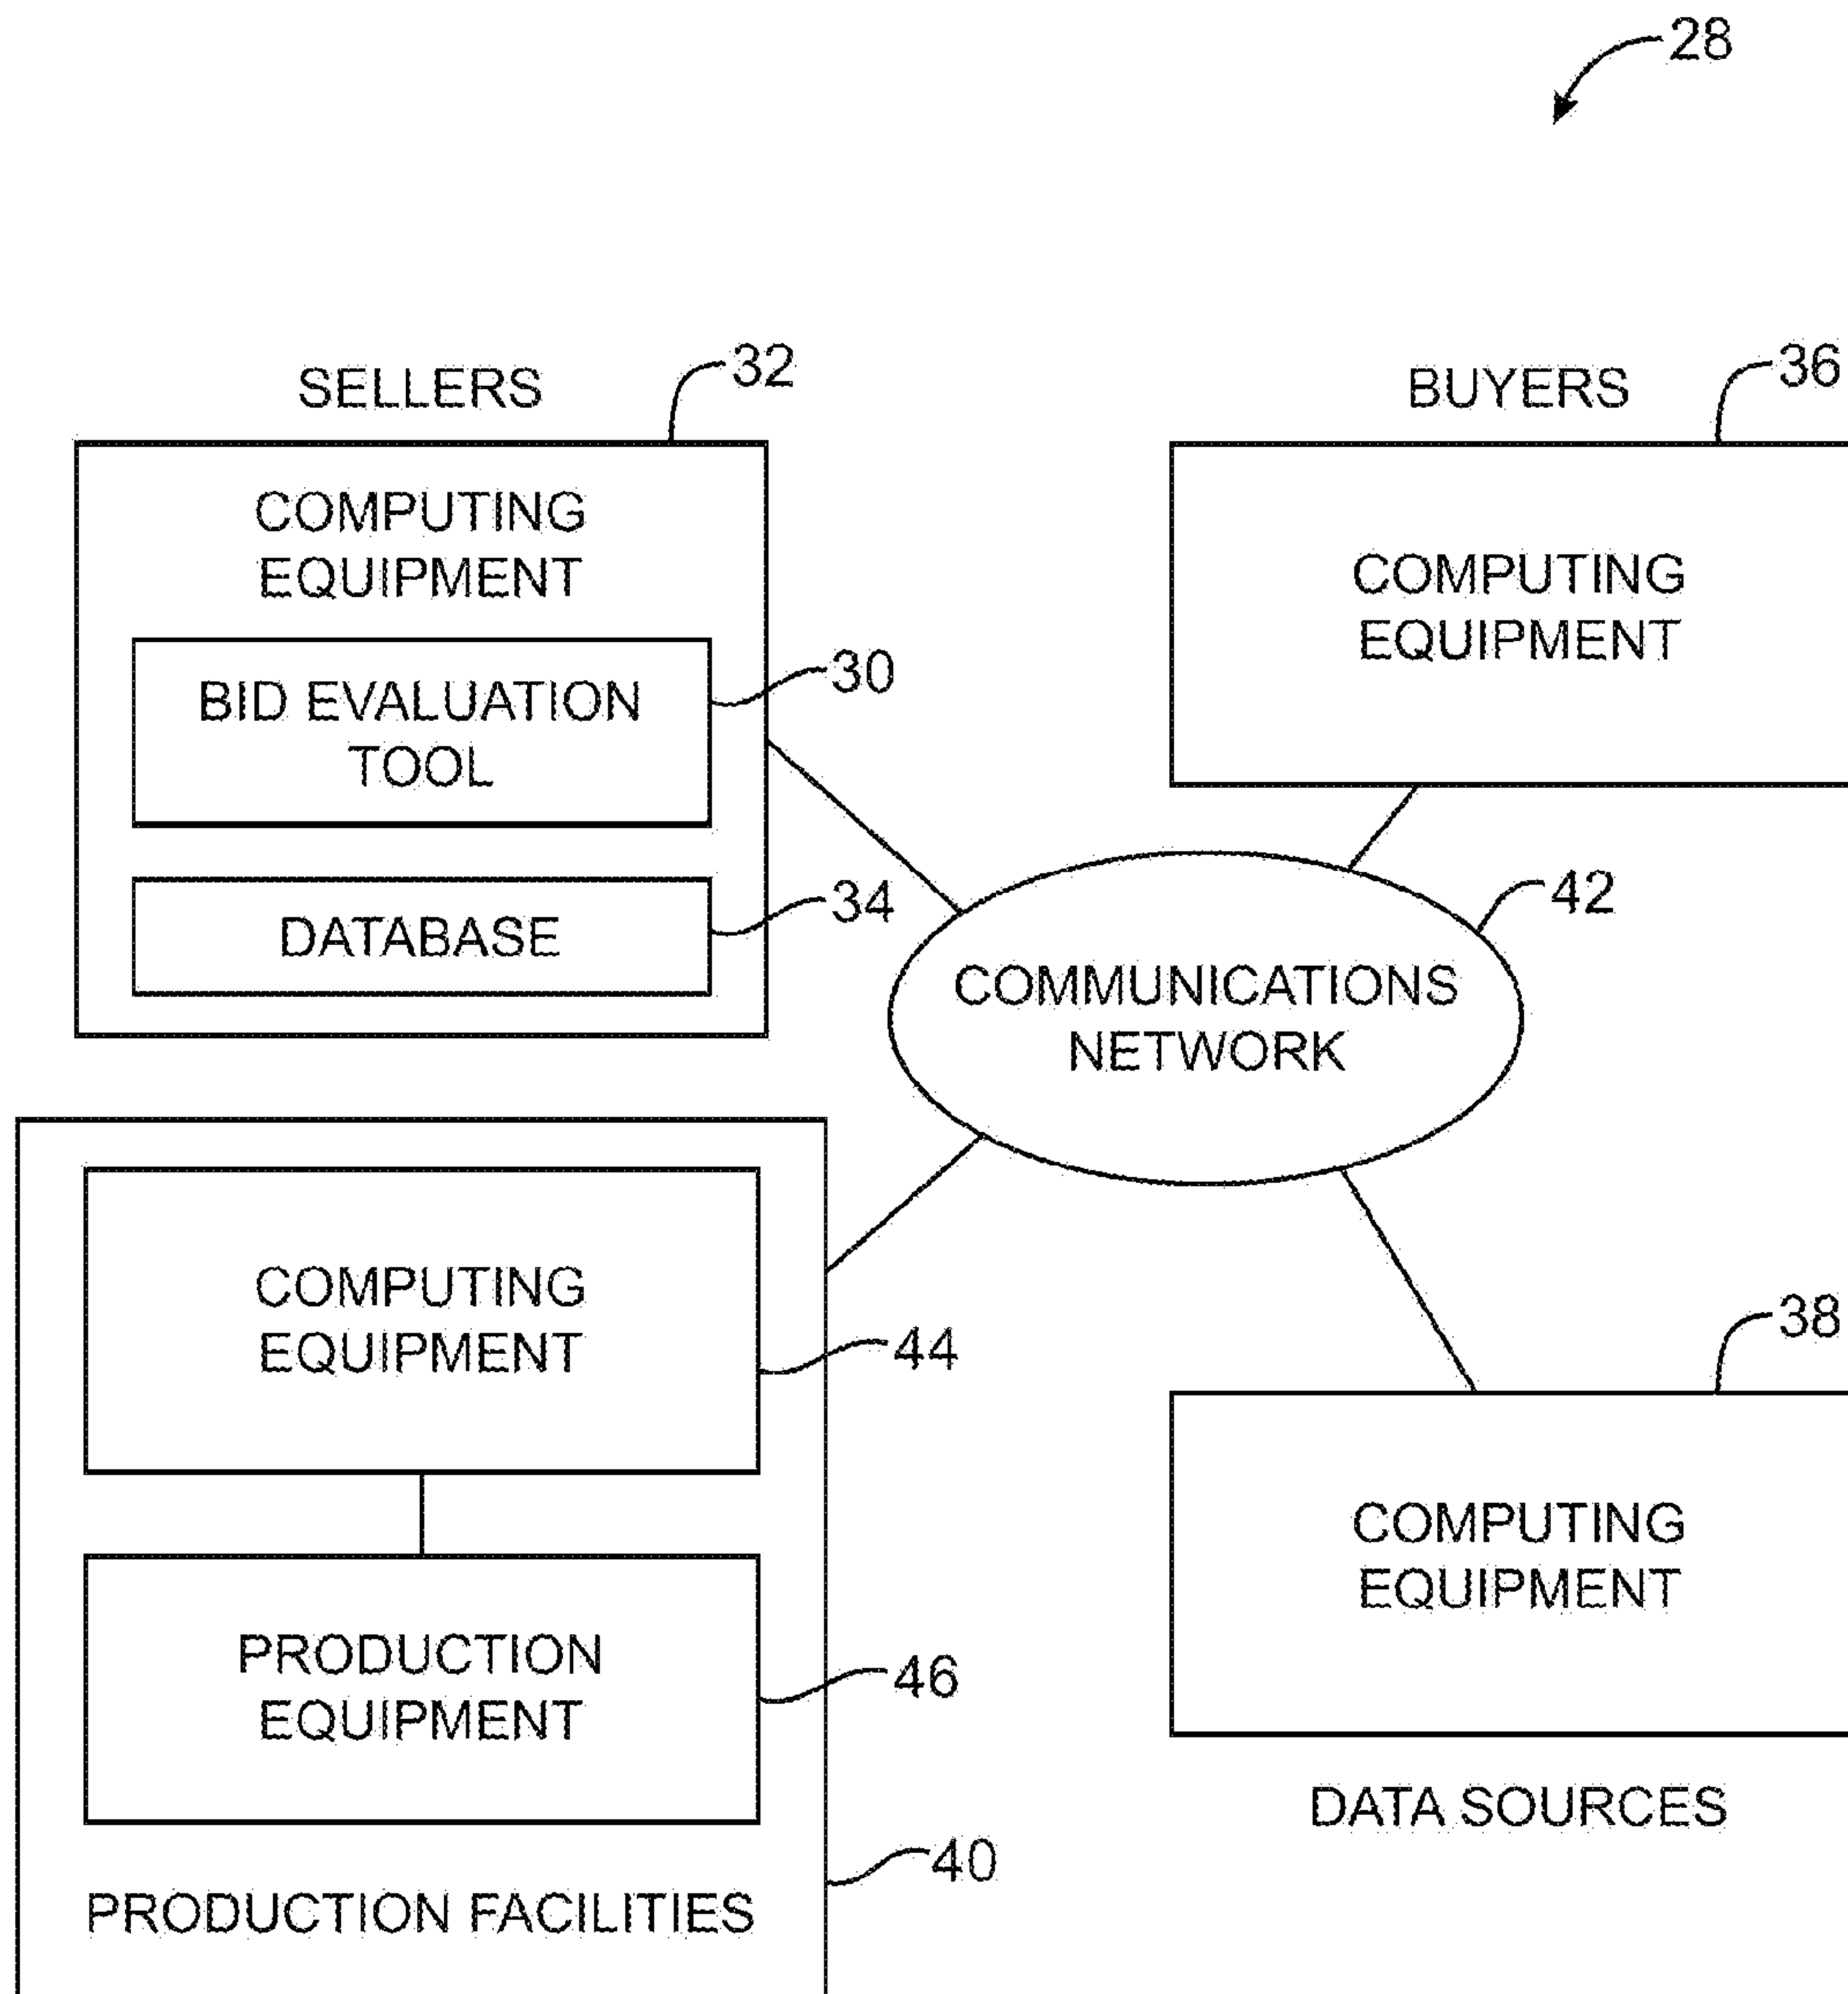 28
SELLERS
32
COMPUTING
EQUIPMENT
BID EVALUATION
TOOL
30
DATABASE
34
BUYERS
36
COMPUTING
EQUIPMENT
COMMUNICATIONS
NETWORK
42
COMPUTING
EQUIPMENT
44
PRODUCTION
EQUIPMENT
46
PRODUCTION FACILITIES
40
38
COMPUTING
EQUIPMENT
DATA SOURCES